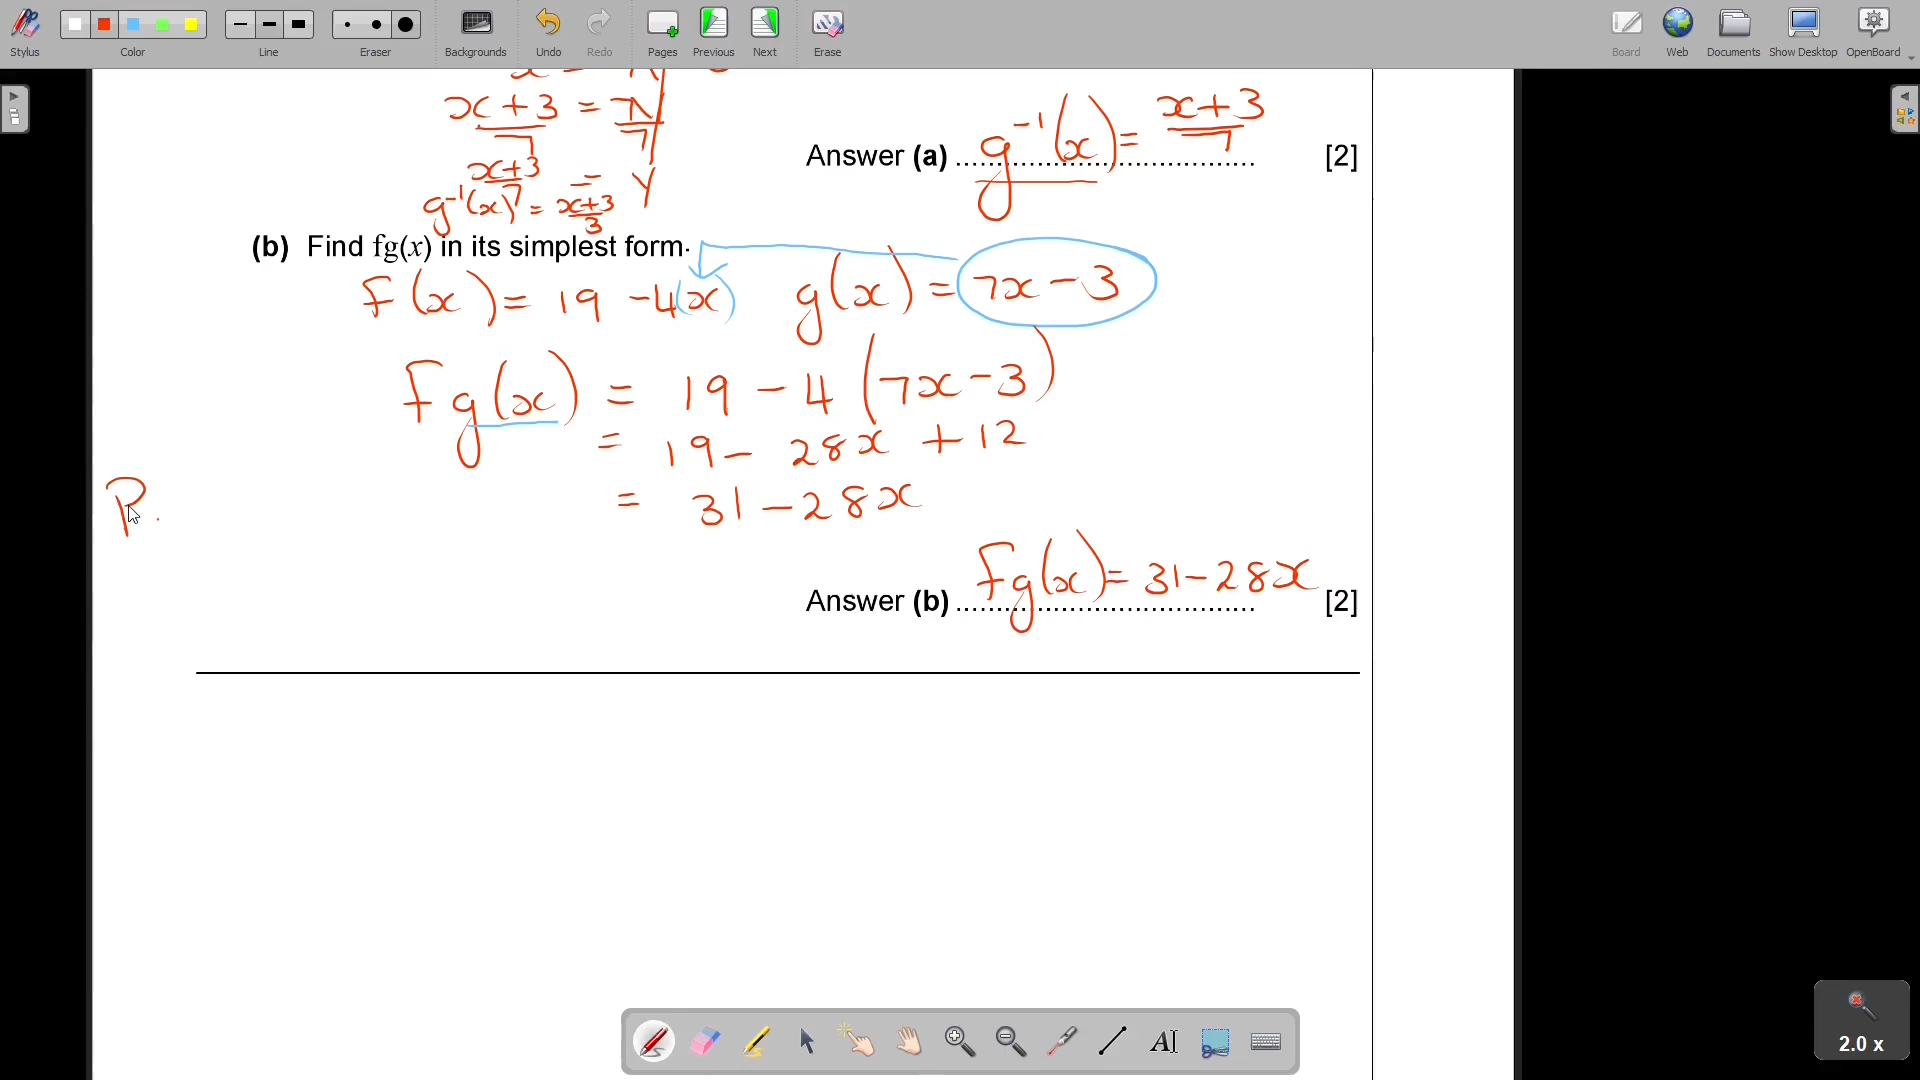 Stylus Color Line Eraser Backgrounds Undo Redo Pages Previous Next Erase Board Web Documents Show Desktop OpenBoard
x + 3 = 7y
7 7
x+3 = y
7
g⁻¹(x) = x+3
3
Answer (a) g⁻¹(x) = x+3 [2]
7
(b) Find fg(x) in its simplest form.
F(x) = 19 - 4(x) g(x) = 7x - 3
Fg(x) = 19 - 4(7x - 3)
= 19 - 28x + 12
= 31 - 28x
P.
Answer (b) Fg(x) = 31 - 28x [2]
2.0 x